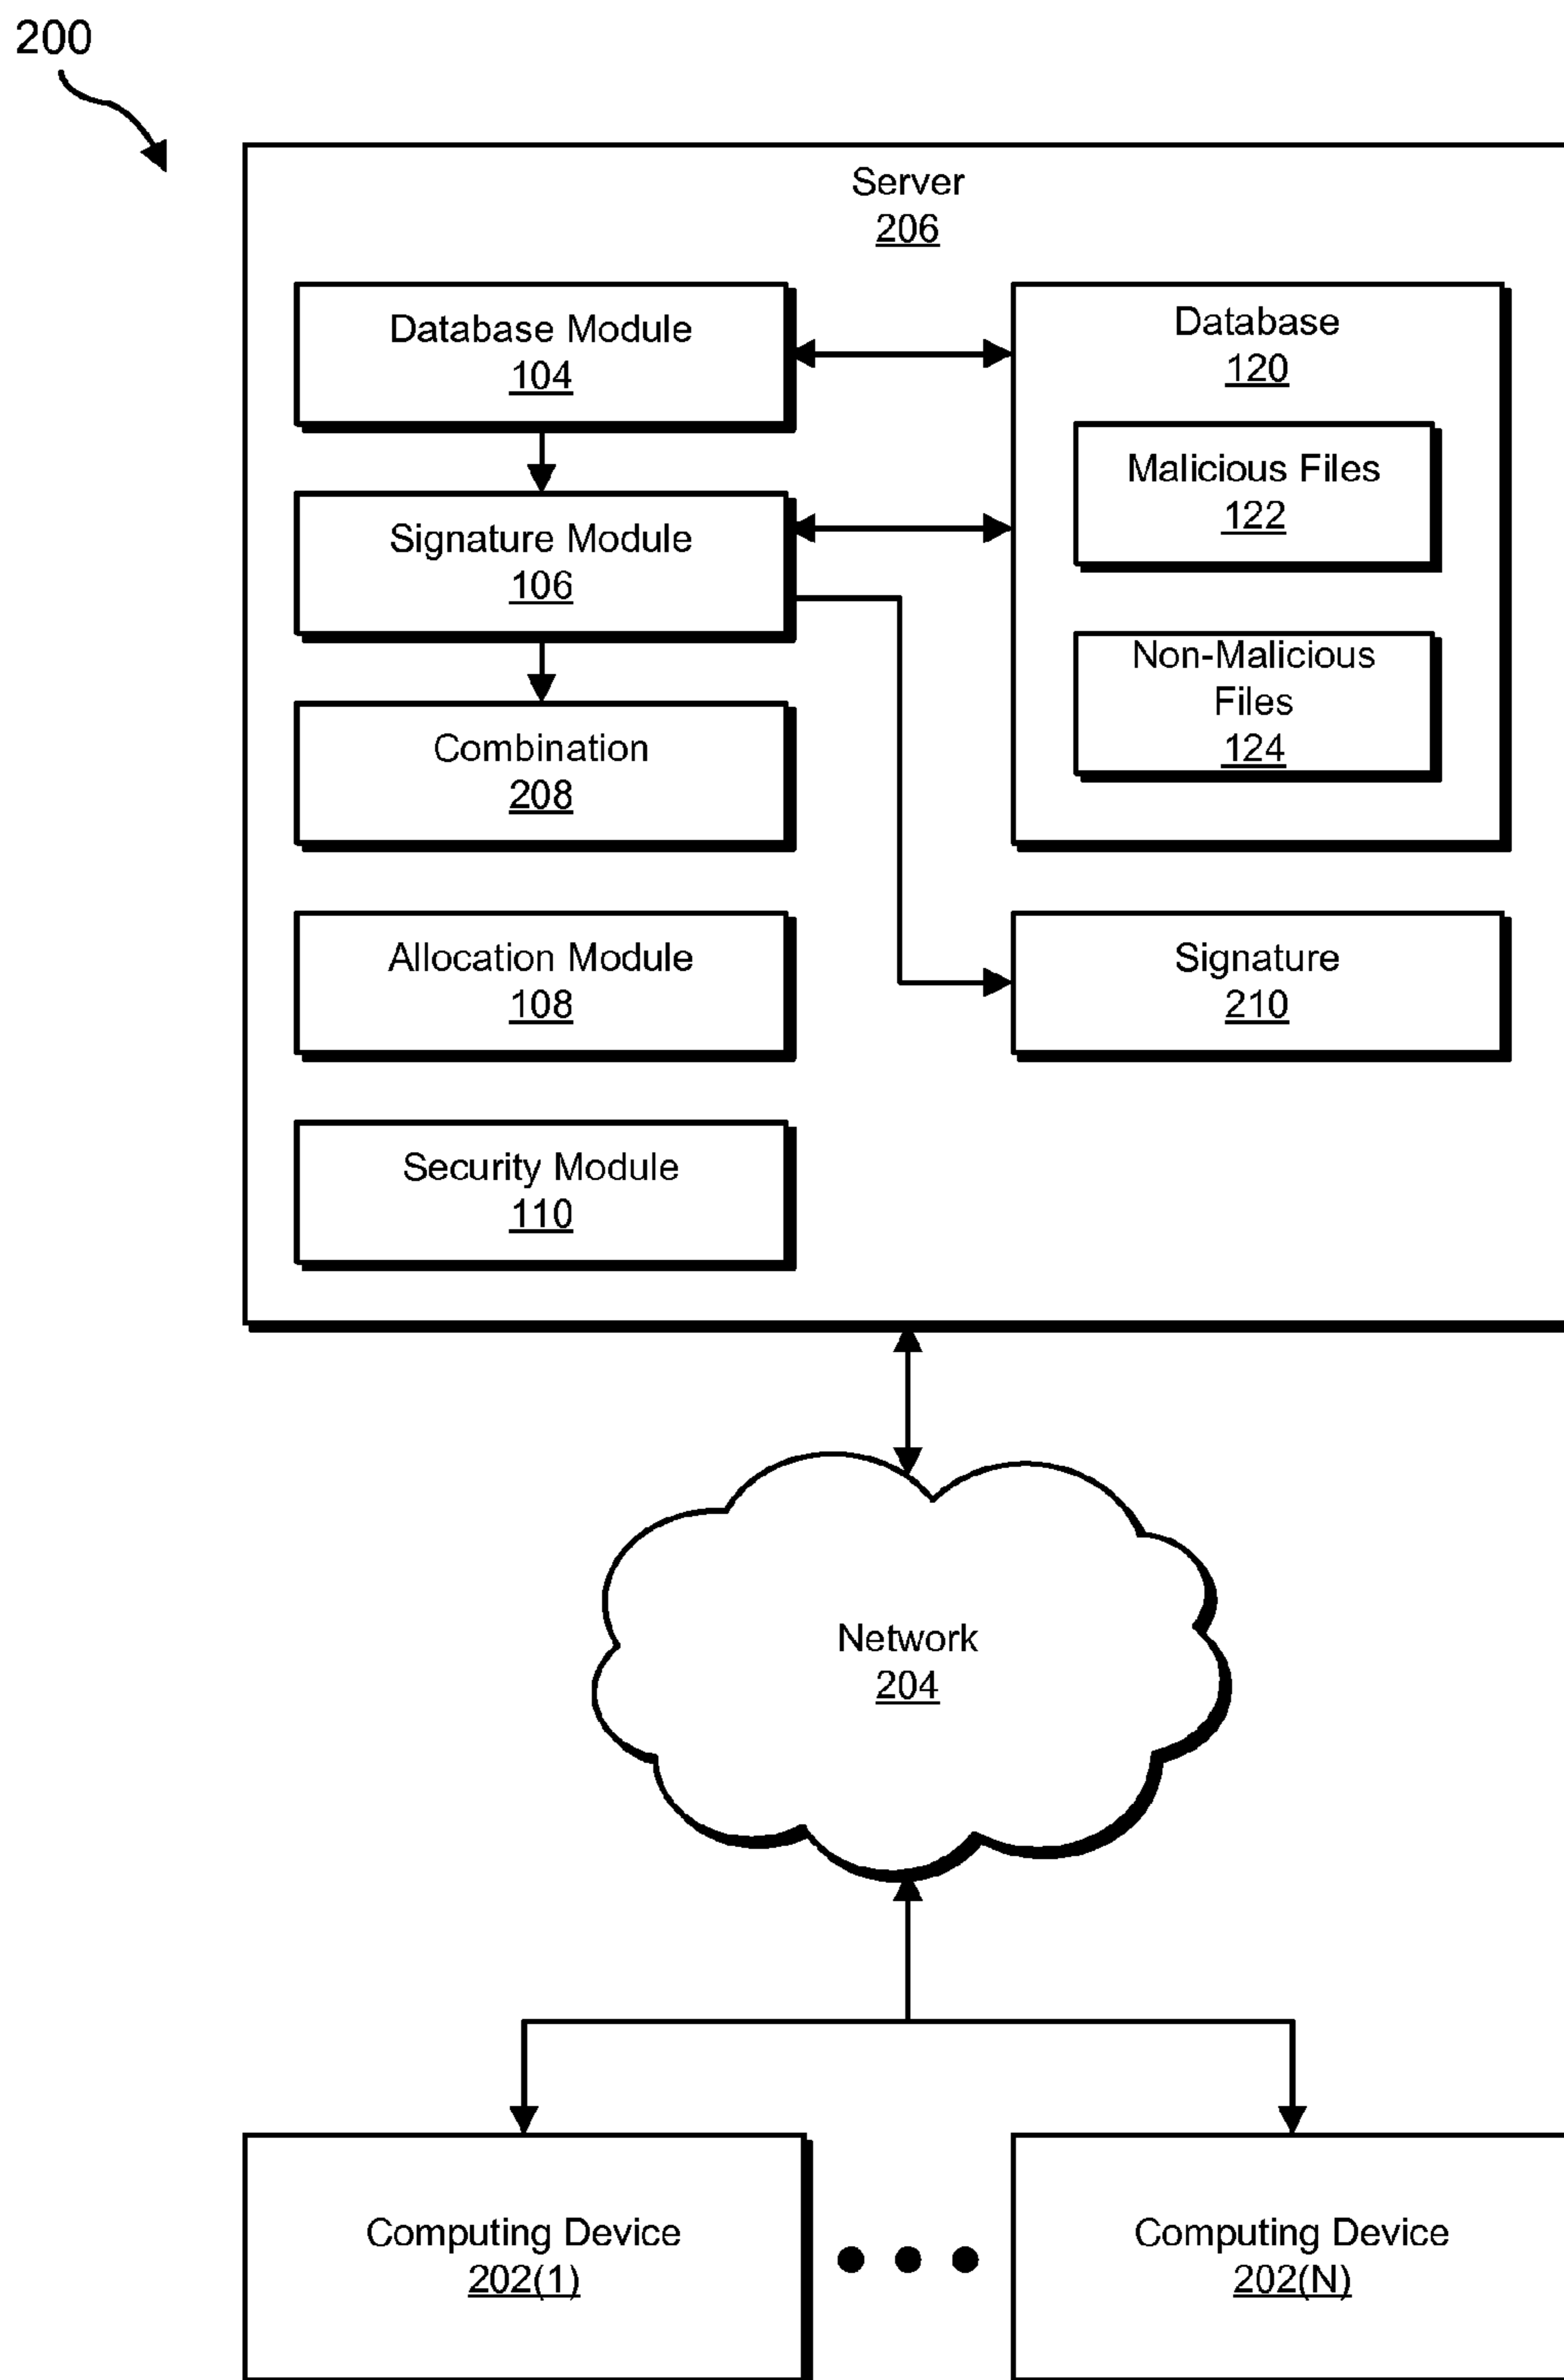 200
Server
206
Database Module
104
Database
120
Malicious Files
122
Signature Module
106
Non-Malicious
Files
124
Combination
208
Allocation Module
108
Signature
210
Security Module
110
Network
204
Computing Device
202(1)
Computing Device
202(N)